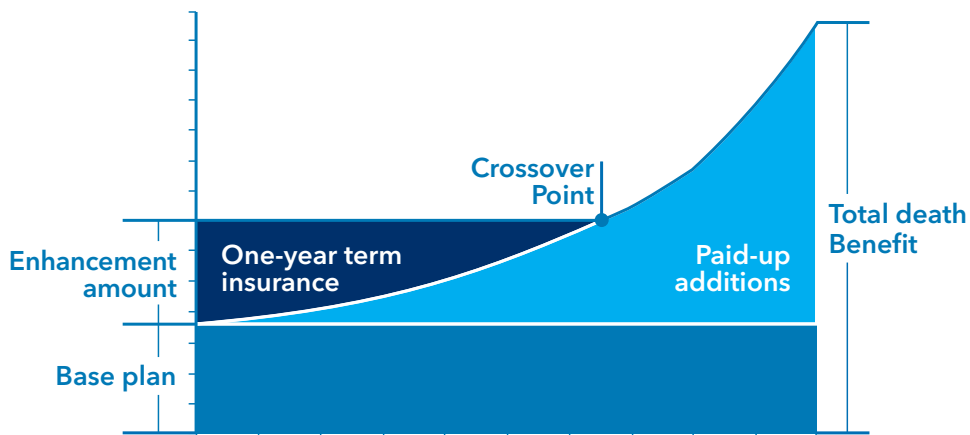 Crossover
Point
Total death
Benefit
One-year term
insurance
Paid-up
additions
Enhancement
amount
Base plan